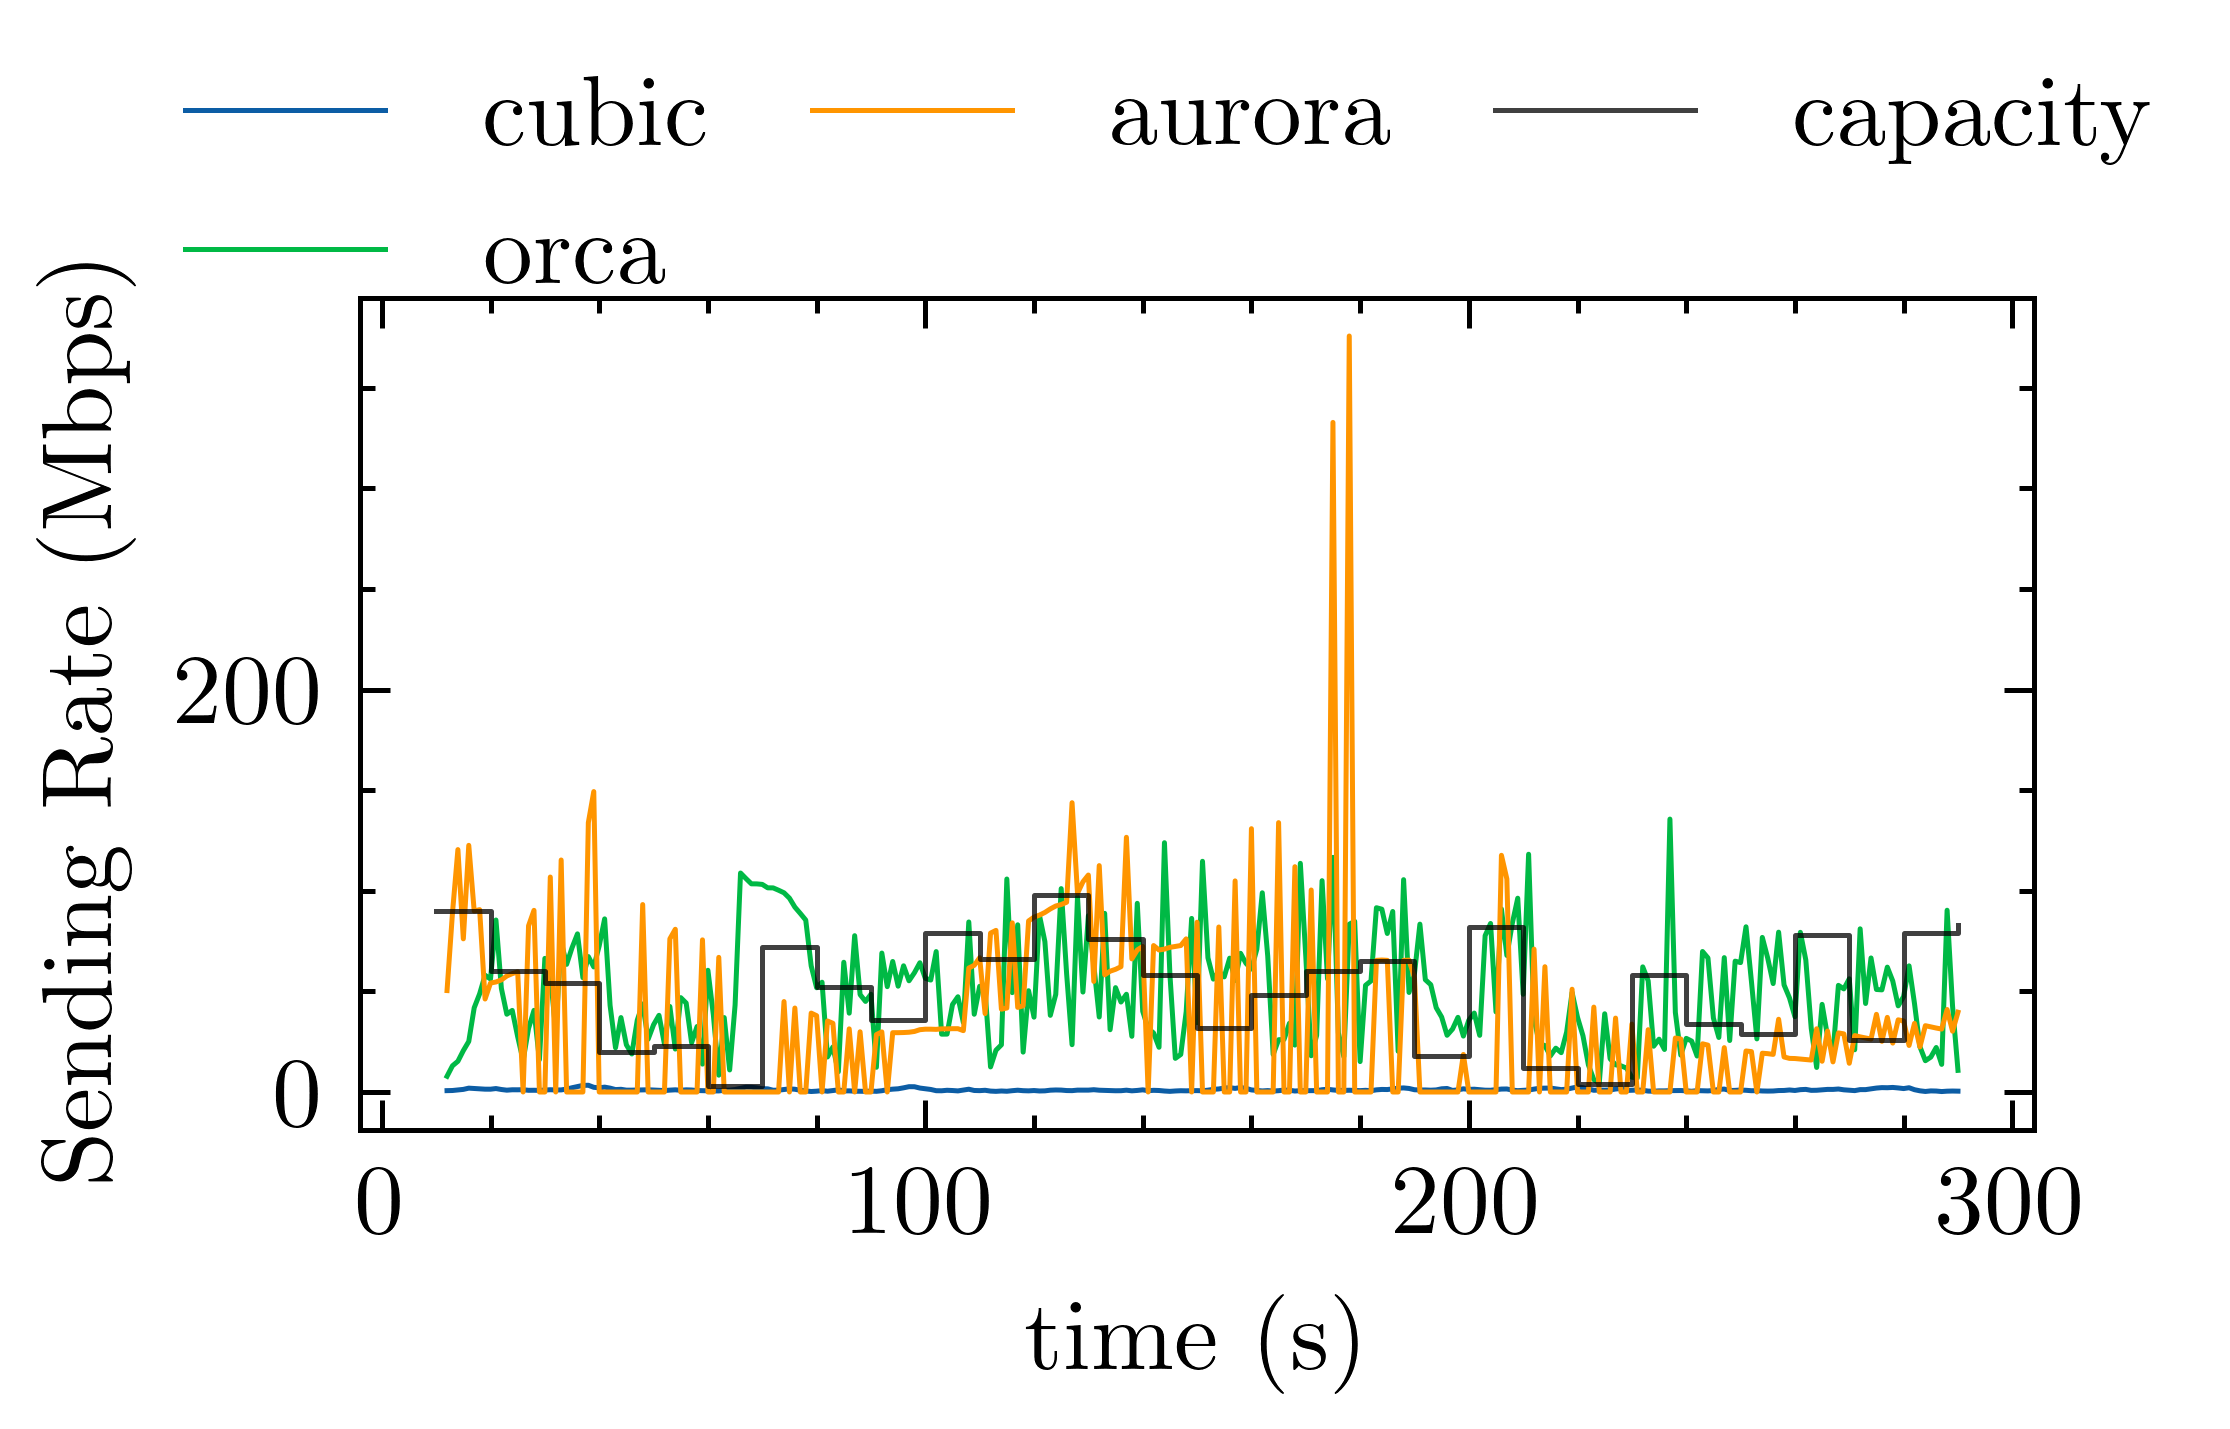 cubic aurora capacity
orca
Sending Rate (Mbps)
200
0
0 100 200 300
time (s)